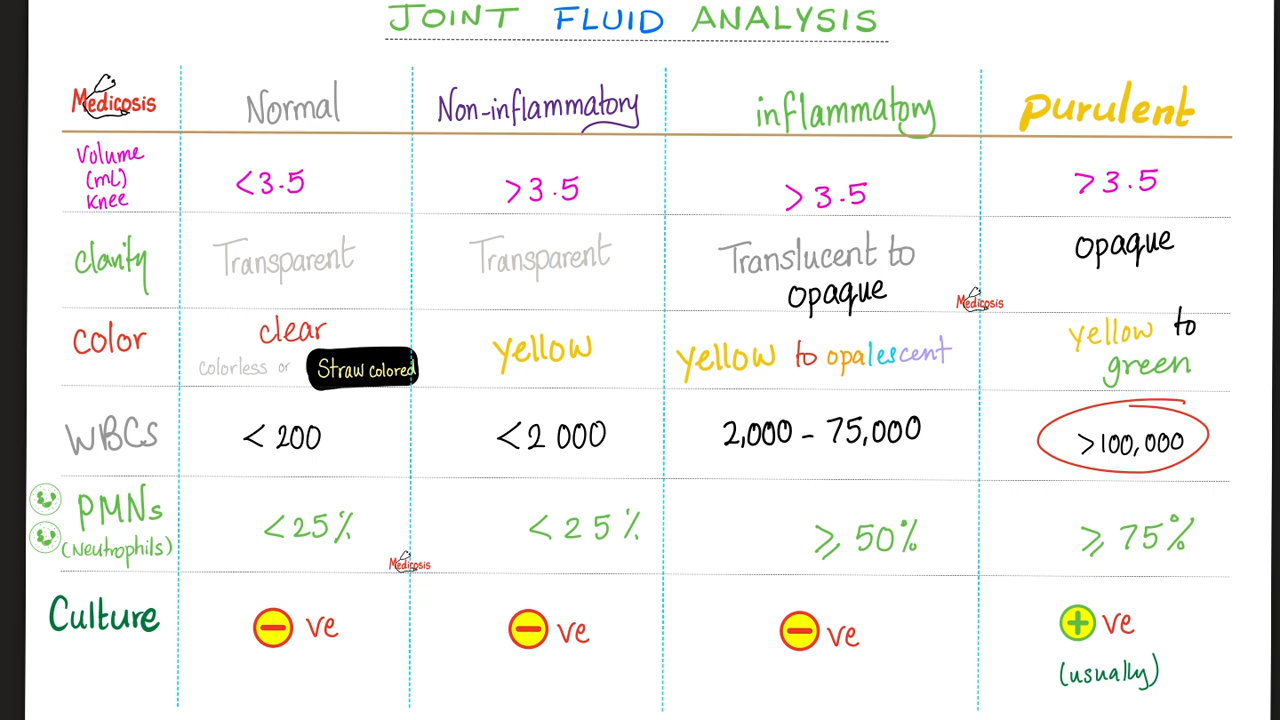 JOINT FLUID ANALYSIS
Medicosis
Normal
Non-inflammatory
inflammatory
purulent
Volume
(mL)
Knee
<3.5
>3.5
>3.5
>3.5
clarity
Transparent
Transparent
Translucent to
opaque
opaque
Medicosis
color
clear
colorless or Straw colored
yellow
yellow to opalescent
yellow to
green
WBCs
< 200
<2 000
2,000 - 75,000
>100,000
PMNs
(Neutrophils)
<25%
<25%
⩾ 50%
⩾ 75%
Medicosis
Culture
- ve
- ve
- ve
+ ve
(usually)